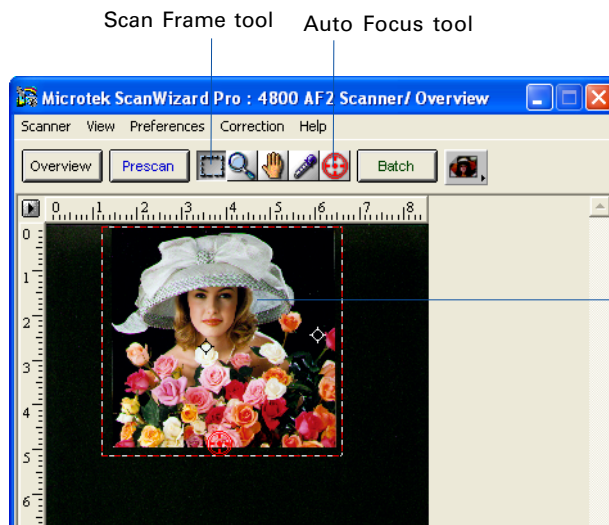 Scan Frame tool
Auto Focus tool
Microtek ScanWizard Pro : 4800 AF2 Scanner/ Overview
Scanner View Preferences Correction Help
Overview Prescan Batch
0 1 2 3 4 5 6 7 8
0
1
2
3
4
5
6